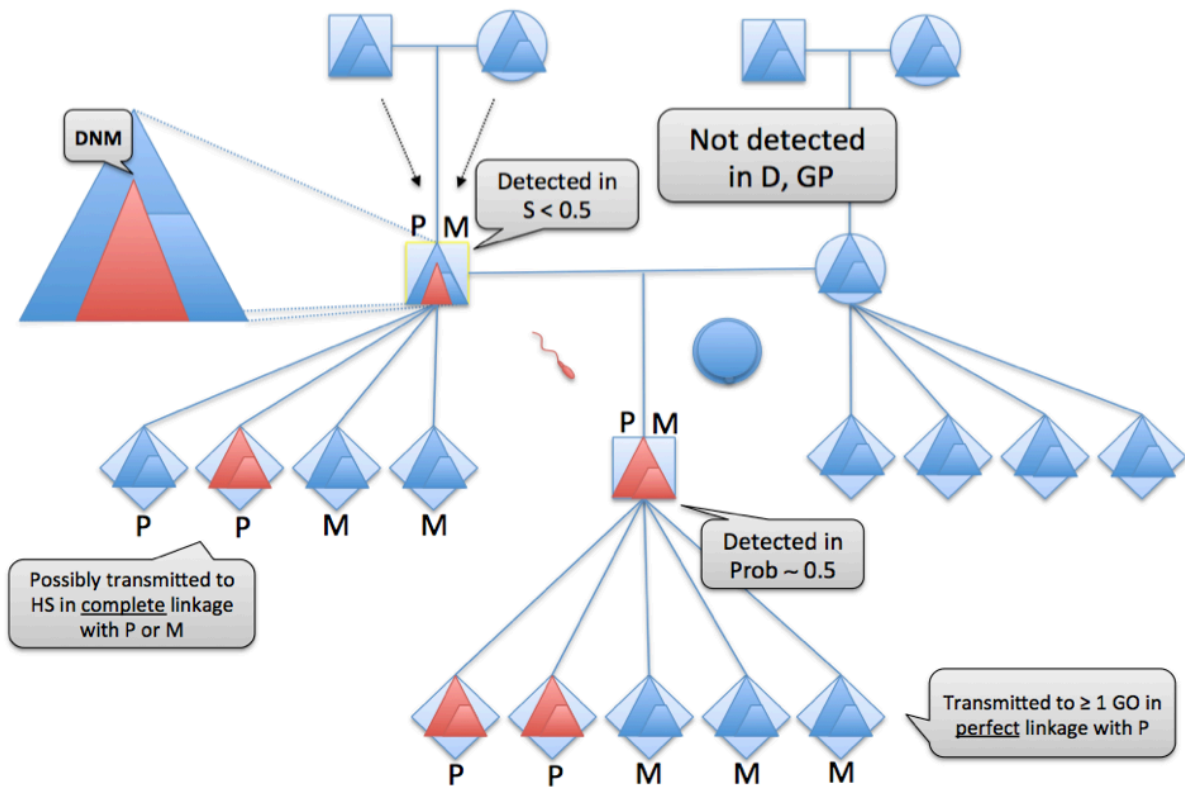 DNM
Not detected
in D, GP
Detected in
S < 0.5
P M
P M
P P M M
Detected in
Prob ~ 0.5
Possibly transmitted to
HS in complete linkage
with P or M
Transmitted to ≥ 1 GO in
perfect linkage with P
P P M M M